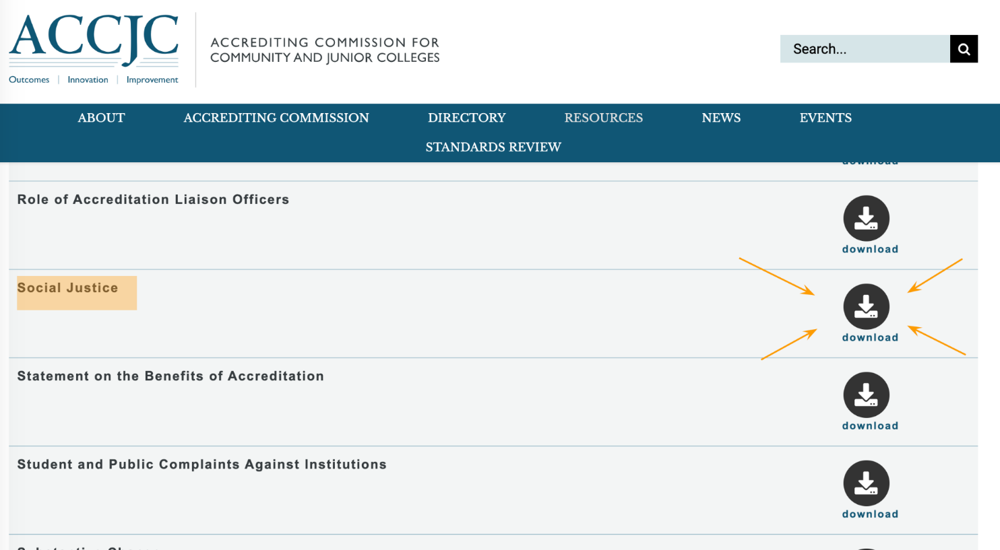 ACCJC
ACCREDITING COMMISSION FOR
COMMUNITY AND JUNIOR COLLEGES
Outcomes | Innovation | Improvement
Search...
ABOUT ACCREDITING COMMISSION DIRECTORY RESOURCES NEWS EVENTS
STANDARDS REVIEW
download
Role of Accreditation Liaison Officers
download
Social Justice
download
Statement on the Benefits of Accreditation
download
Student and Public Complaints Against Institutions
download